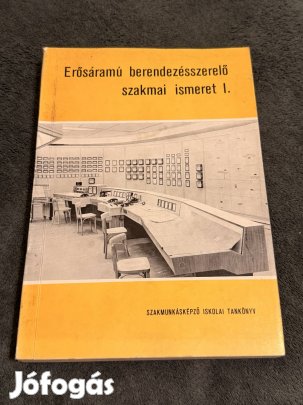 Erősáramú berendezésszerelő
szakmai ismeret I.
SZAKMUNKÁSKÉPZŐ ISKOLAI TANKÖNYV
Jófogás